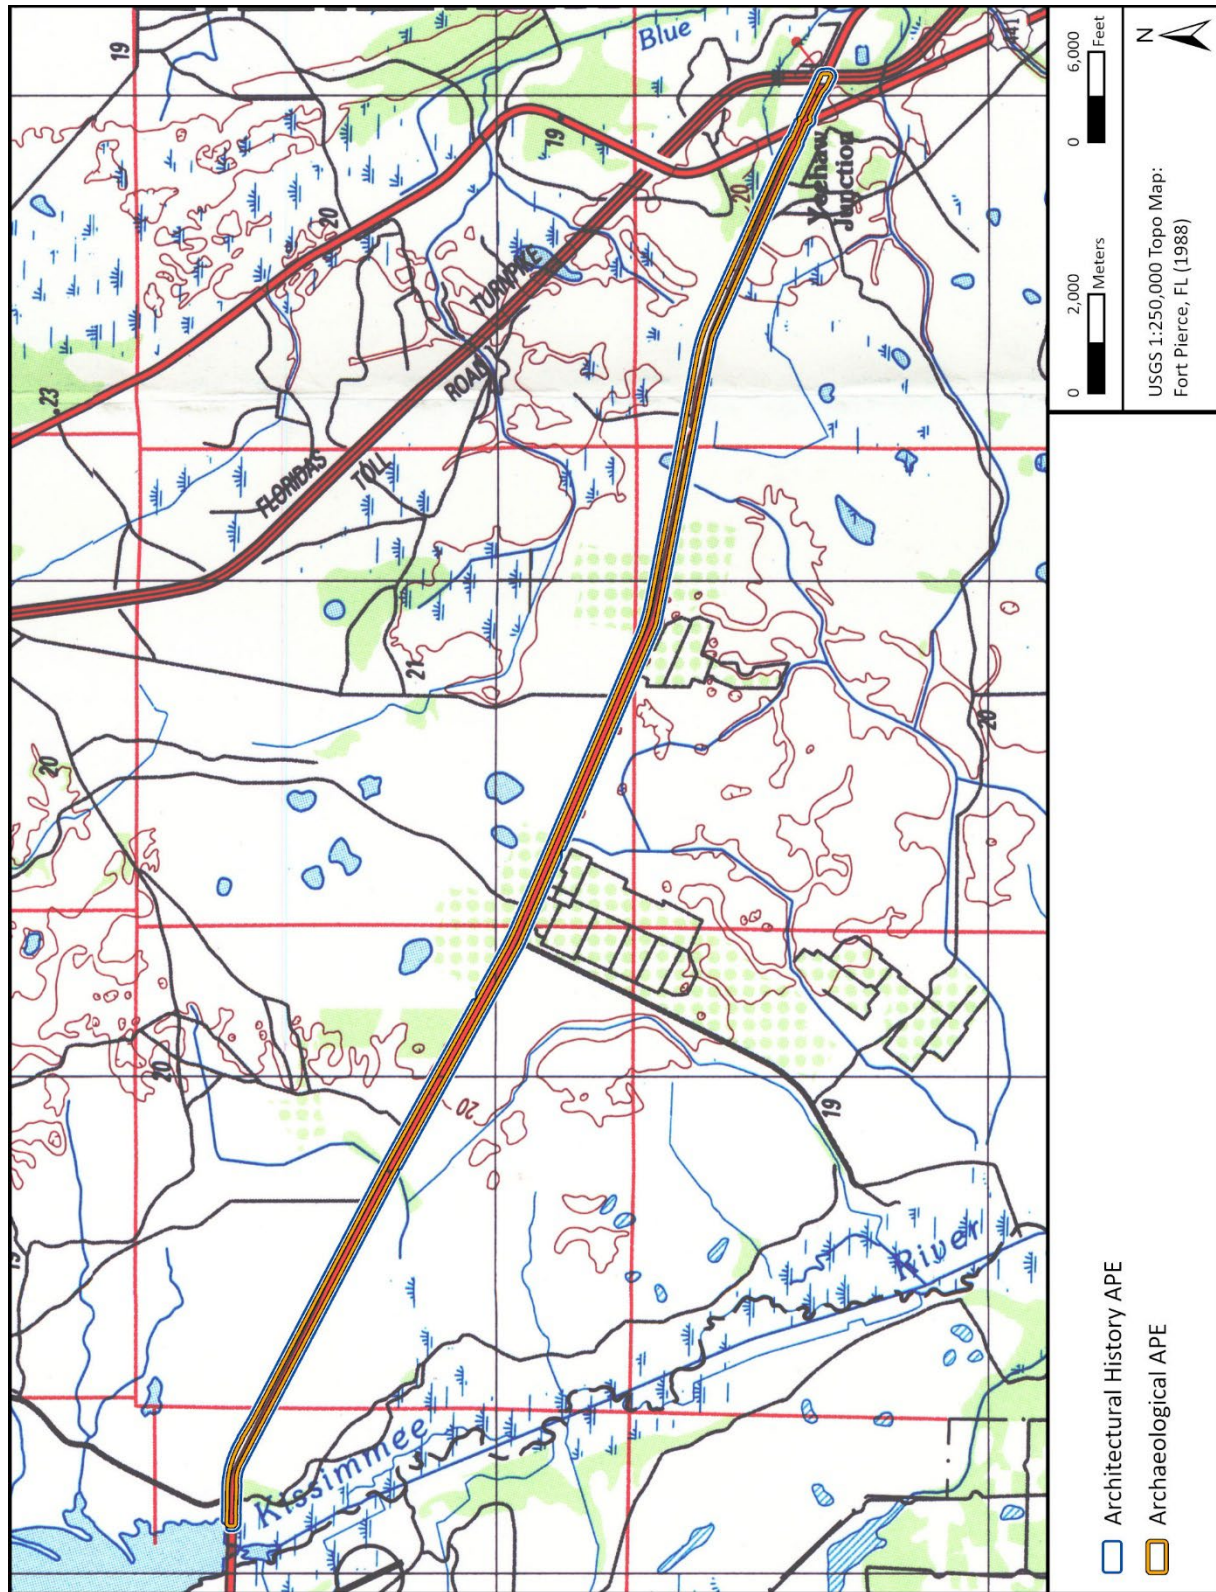 20
20
19
23
20
FLORIDAS
TURNPIKE
TOLL
ROAD
21
Kissimmee
20
19
Blue
20
Yeehaw
Junction
19
River
20
441
Architectural History APE
Archaeological APE
0 2,000
Meters
0 6,000
Feet
USGS 1:250,000 Topo Map:
Fort Pierce, FL (1988)
N